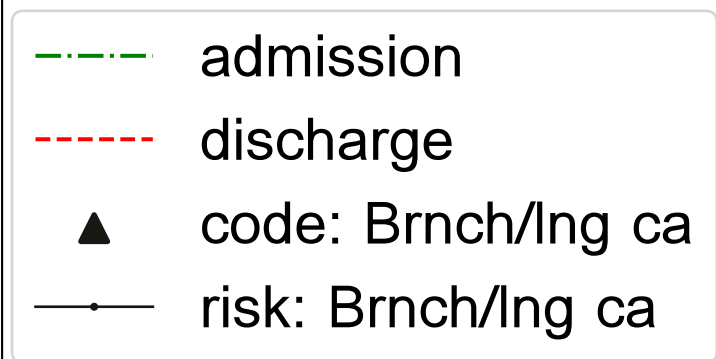 admission
discharge
code: Brnch/lng ca
risk: Brnch/lng ca